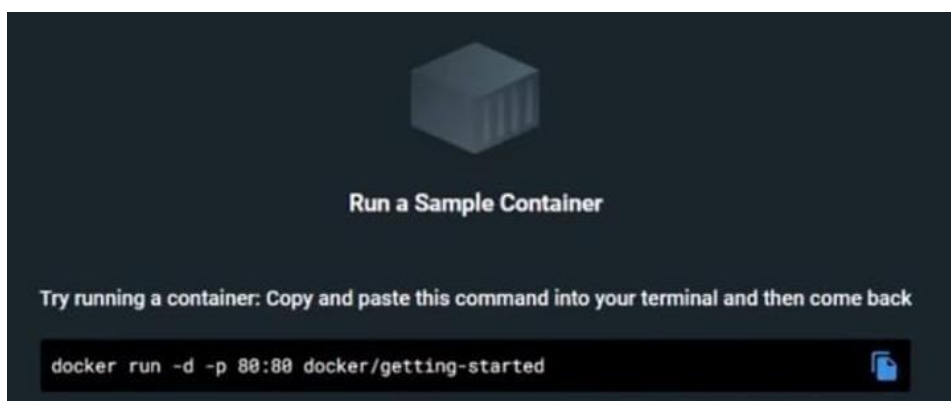 Run a Sample Container
Try running a container: Copy and paste this command into your terminal and then come back
docker run -d -p 80:80 docker/getting-started